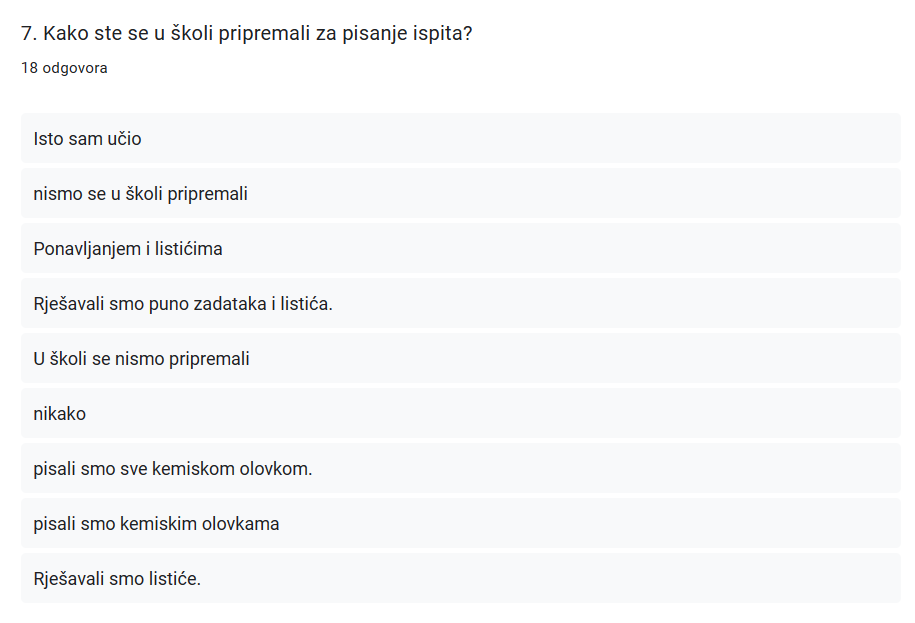 7. Kako ste se u školi pripremali za pisanje ispita?
18 odgovora
Isto sam učio
nismo se u školi pripremali
Ponavljanjem i listićima
Rješavali smo puno zadataka i listića.
U školi se nismo pripremali
nikako
pisali smo sve kemiskom olovkom.
pisali smo kemiskim olovkama
Rješavali smo listiće.